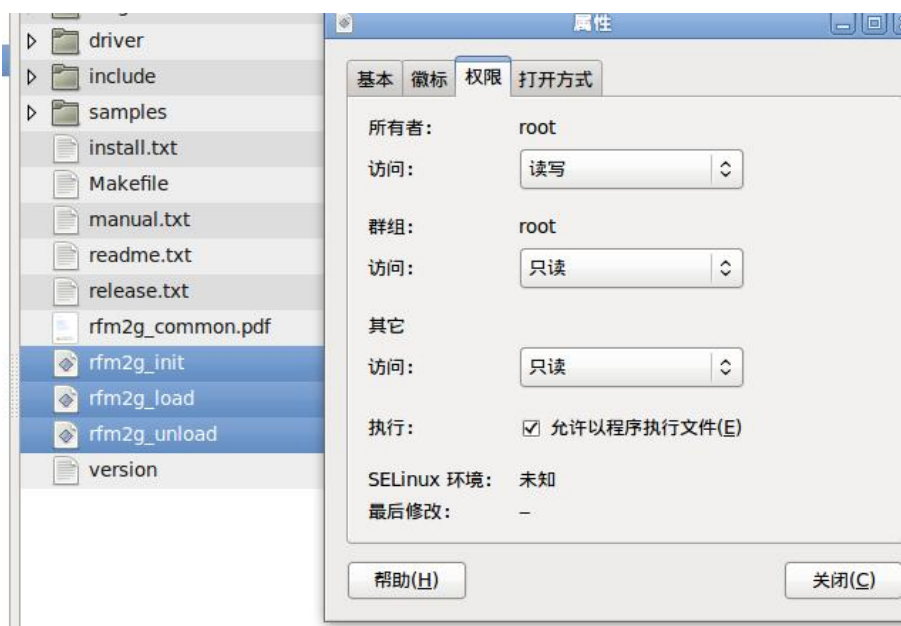 driver
include
samples
install.txt
Makefile
manual.txt
readme.txt
release.txt
rfm2g_common.pdf
rfm2g_init
rfm2g_load
rfm2g_unload
version
属性
基本 徽标 权限 打开方式
所有者: root
访问: 读写
群组: root
访问: 只读
其它
访问: 只读
执行: 允许以程序执行文件(E)
SELinux 环境: 未知
最后修改: –
帮助(H) 关闭(C)